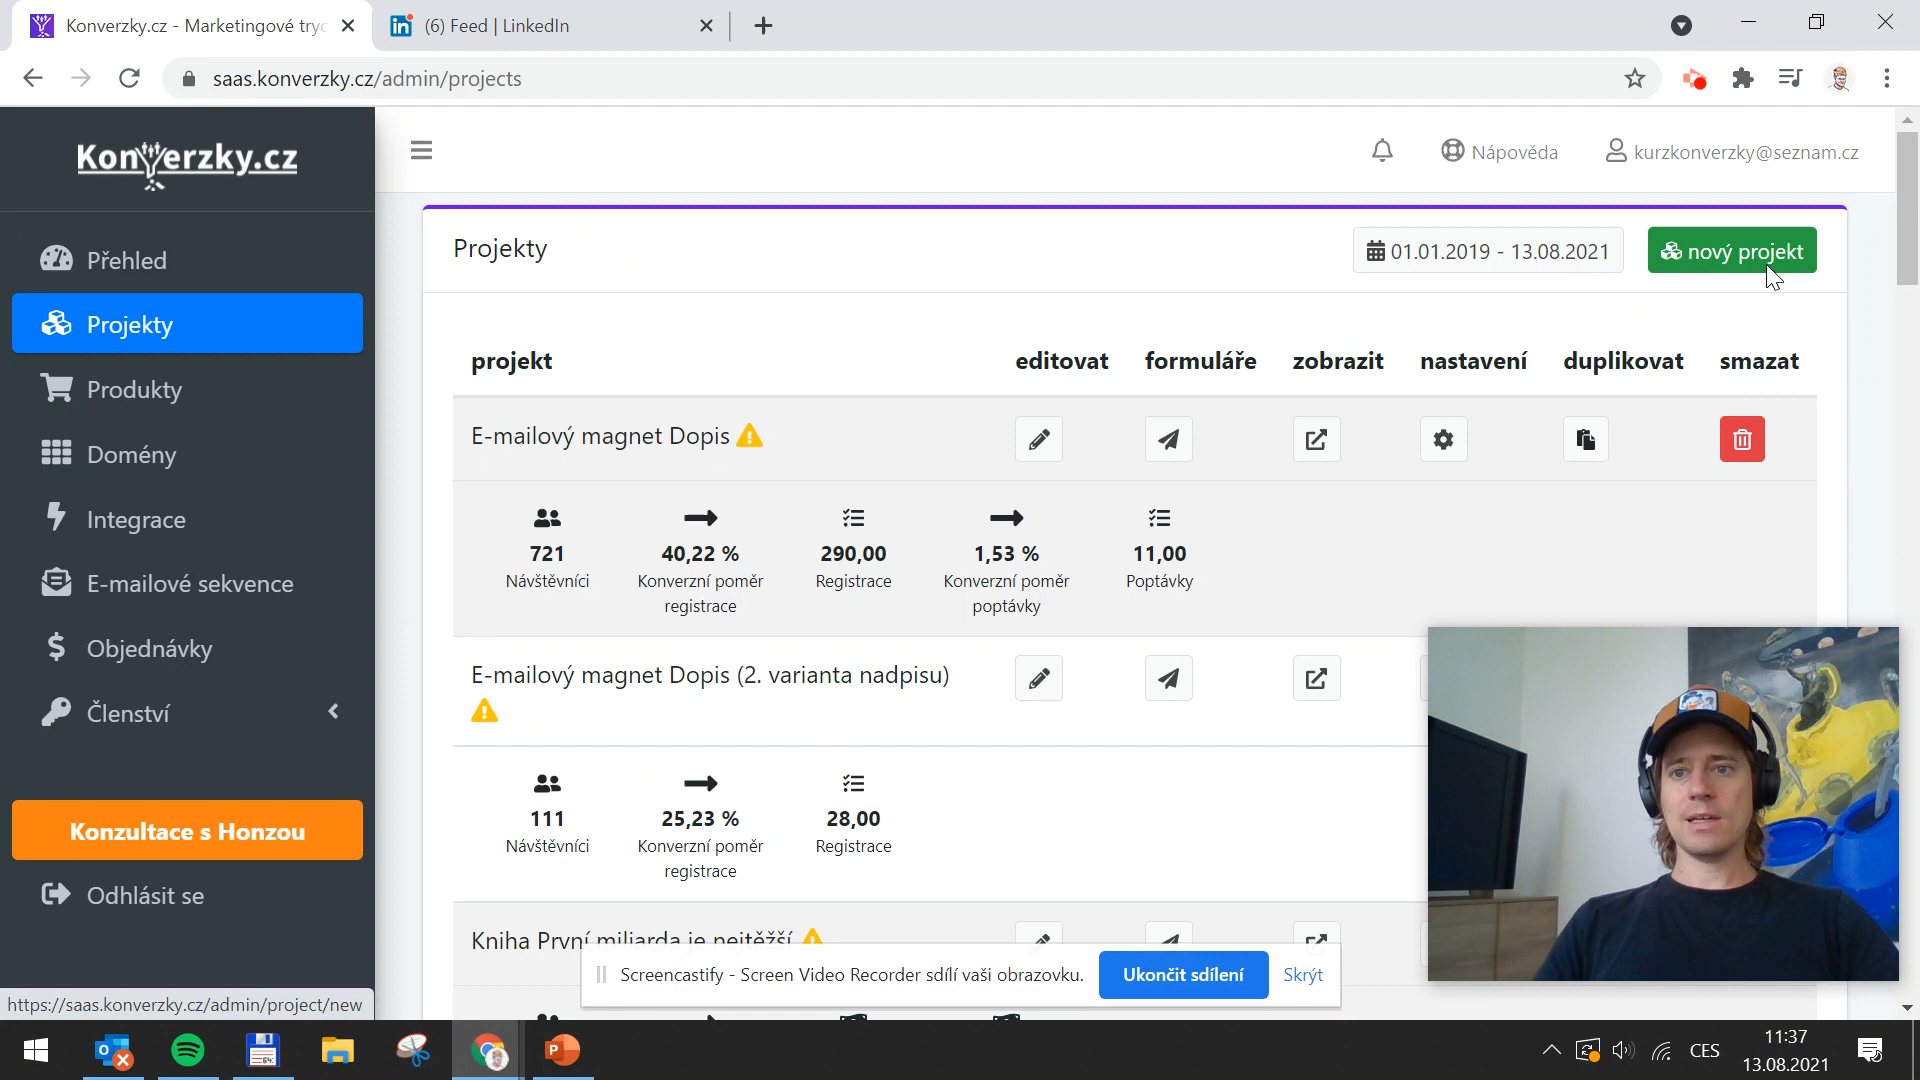 Konverzky.cz - Marketingové tryc
(6) Feed | LinkedIn
saas.konverzky.cz/admin/projects
Konverzky.cz
Nápověda
kurzkonverzky@seznam.cz
Přehled
Projekty
Produkty
Domény
Integrace
E-mailové sekvence
Objednávky
Členství
Konzultace s Honzou
Odhlásit se
Projekty
01.01.2019 - 13.08.2021
nový projekt
projekt editovat formuláře zobrazit nastavení duplikovat smazat
E-mailový magnet Dopis
721 40,22 % 290,00 1,53 % 11,00
Návštěvníci Konverzní poměr Registrace Konverzní poměr Poptávky
registrace poptávky
E-mailový magnet Dopis (2. varianta nadpisu)
111 25,23 % 28,00
Návštěvníci Konverzní poměr Registrace
registrace
Kniha První miliarda je nejtěžší
Screencastify - Screen Video Recorder sdílí vaši obrazovku. Ukončit sdílení Skrýt
https://saas.konverzky.cz/admin/project/new
CES
11:37
13.08.2021